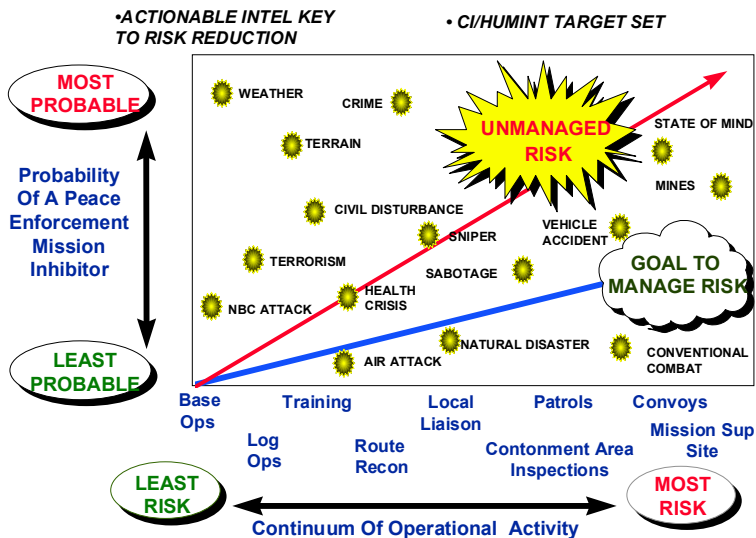 •ACTIONABLE INTEL KEY
TO RISK REDUCTION
• CI/HUMINT TARGET SET
MOST
PROBABLE
WEATHER
CRIME
UNMANAGED
RISK
STATE OF MIND
TERRAIN
MINES
Probability
Of A Peace
Enforcement
Mission
Inhibitor
CIVIL DISTURBANCE
SNIPER
VEHICLE
ACCIDENT
TERRORISM
SABOTAGE
GOAL TO
MANAGE RISK
NBC ATTACK
HEALTH
CRISIS
LEAST
PROBABLE
AIR ATTACK
NATURAL DISASTER
CONVENTIONAL
COMBAT
Base
Ops
Training
Local
Liaison
Patrols
Convoys
Log
Ops
Route
Recon
Contonment Area
Inspections
Mission Sup
Site
LEAST
RISK
MOST
RISK
Continuum Of Operational Activity